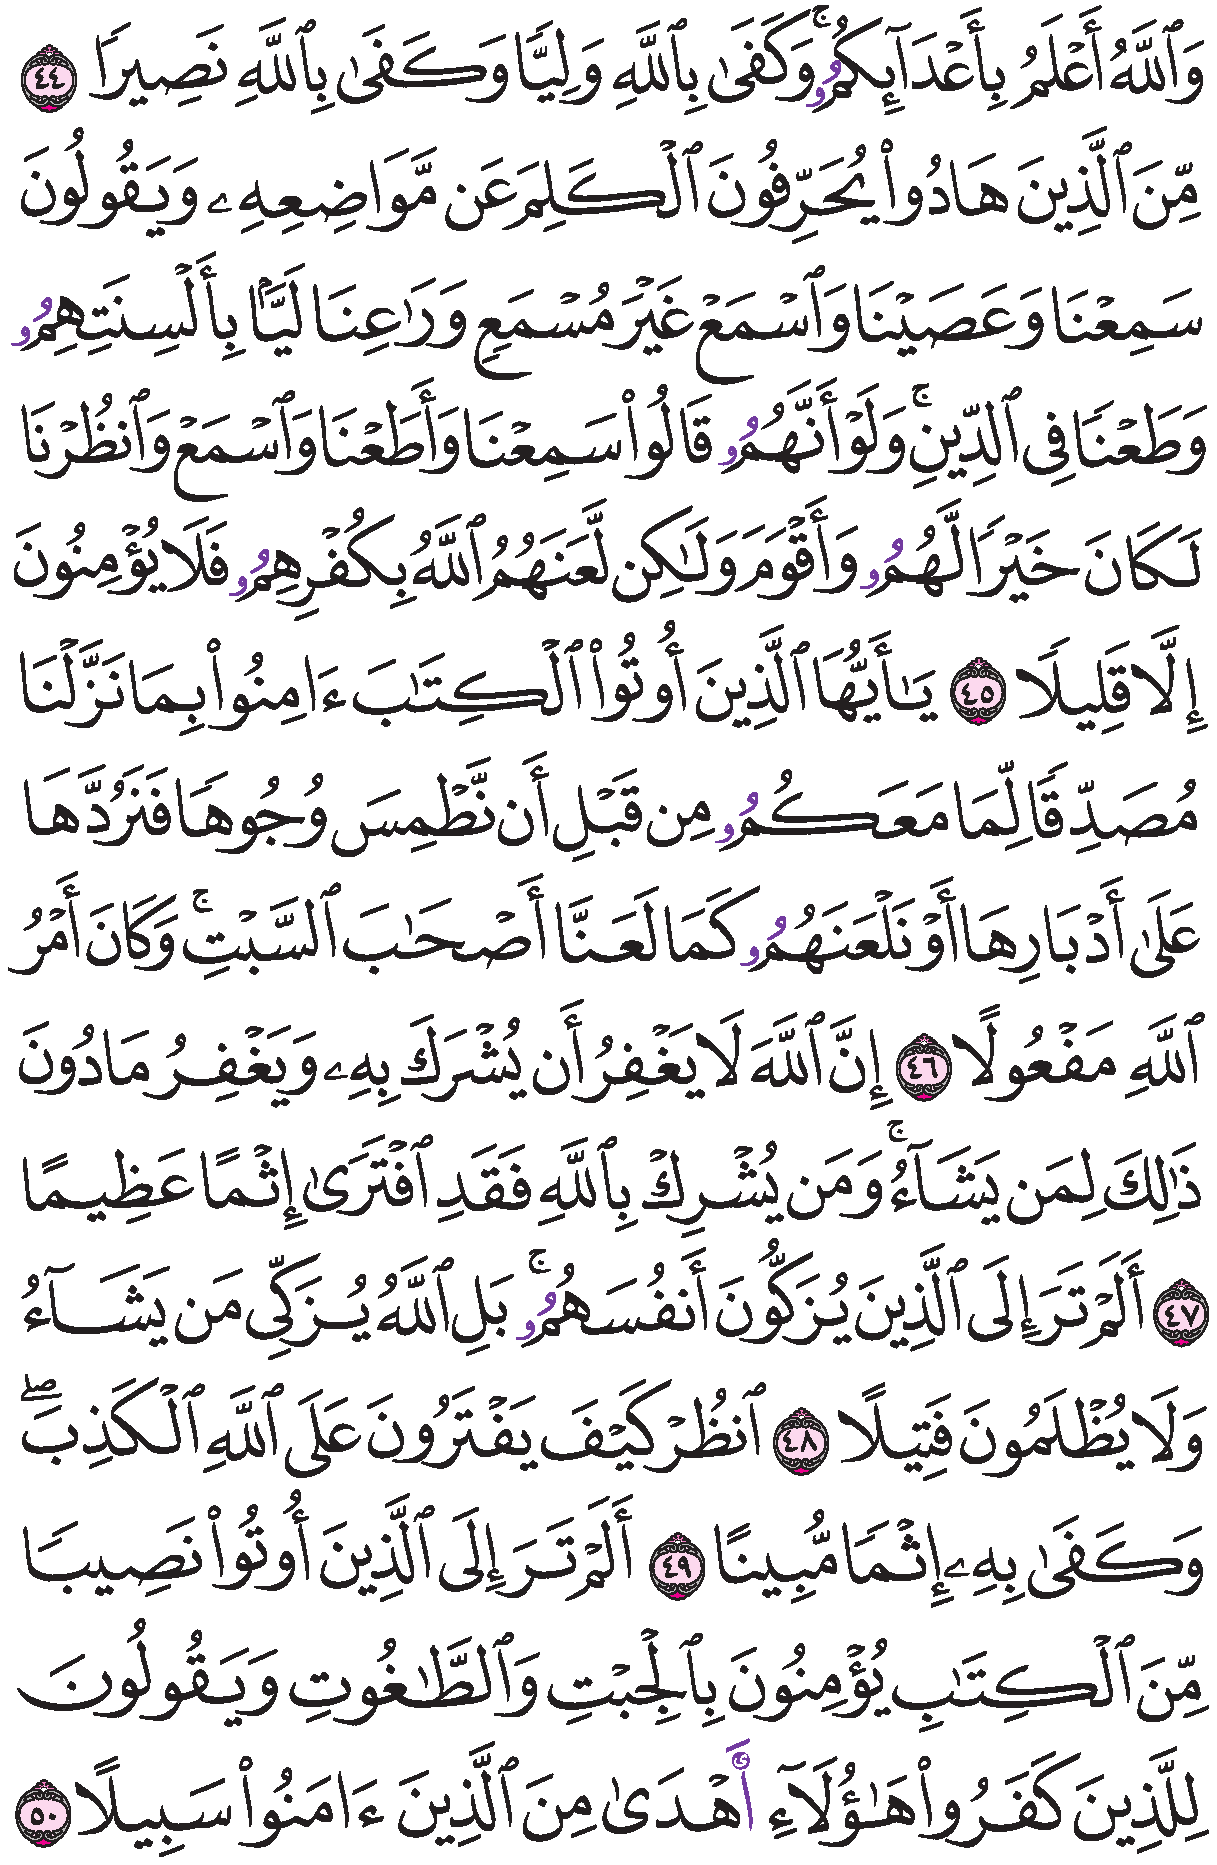 وَٱللَّهُ أَعْلَمُ بِأَعْدَآئِكُمُۥۚ وَكَفَىٰ بِٱللَّهِ وَلِيًّا وَكَفَىٰ بِٱللَّهِ نَصِيرًا ٤٤
مِّنَ ٱلَّذِينَ هَادُوا۟ يُحَرِّفُونَ ٱلْكَلِمَ عَن مَّوَاضِعِهِۦ وَيَقُولُونَ
سَمِعْنَا وَعَصَيْنَا وَٱسْمَعْ غَيْرَ مُسْمَعٍ وَرَٰعِنَا لَيًّۢا بِأَلْسِنَتِهِمُۥ
وَطَعْنًا فِى ٱلدِّينِۚ وَلَوْ أَنَّهُمُۥ قَالُوا۟ سَمِعْنَا وَأَطَعْنَا وَٱسْمَعْ وَٱنظُرْنَا
لَكَانَ خَيْرًا لَّهُمُۥ وَأَقْوَمَ وَلَٰكِن لَّعَنَهُمُ ٱللَّهُ بِكُفْرِهِمُۥ فَلَا يُؤْمِنُونَ
إِلَّا قَلِيلًا ٤٥ يَٰٓأَيُّهَا ٱلَّذِينَ أُوتُوا۟ ٱلْكِتَٰبَ ءَامِنُوا۟ بِمَا نَزَّلْنَا
مُصَدِّقًا لِّمَا مَعَكُمُۥ مِن قَبْلِ أَن نَّطْمِسَ وُجُوهًا فَنَرُدَّهَا
عَلَىٰ أَدْبَارِهَا أَوْ نَلْعَنَهُمُۥ كَمَا لَعَنَّا أَصْحَٰبَ ٱلسَّبْتِۚ وَكَانَ أَمْرُ
ٱللَّهِ مَفْعُولًا ٤٦ إِنَّ ٱللَّهَ لَا يَغْفِرُ أَن يُشْرَكَ بِهِۦ وَيَغْفِرُ مَا دُونَ
ذَٰلِكَ لِمَن يَشَآءُۚ وَمَن يُشْرِكْ بِٱللَّهِ فَقَدِ ٱفْتَرَىٰٓ إِثْمًا عَظِيمًا
٤٧ أَلَمْ تَرَ إِلَى ٱلَّذِينَ يُزَكُّونَ أَنفُسَهُمُۥۚ بَلِ ٱللَّهُ يُزَكِّى مَن يَشَآءُ
وَلَا يُظْلَمُونَ فَتِيلًا ٤٨ ٱنظُرْ كَيْفَ يَفْتَرُونَ عَلَى ٱللَّهِ ٱلْكَذِبَۖ
وَكَفَىٰ بِهِۦ إِثْمًا مُّبِينًا ٤٩ أَلَمْ تَرَ إِلَى ٱلَّذِينَ أُوتُوا۟ نَصِيبًا
مِّنَ ٱلْكِتَٰبِ يُؤْمِنُونَ بِٱلْجِبْتِ وَٱلطَّٰغُوتِ وَيَقُولُونَ
لِلَّذِينَ كَفَرُوا۟ هَٰؤُلَآءِ أَهْدَىٰ مِنَ ٱلَّذِينَ ءَامَنُوا۟ سَبِيلًا ٥٠